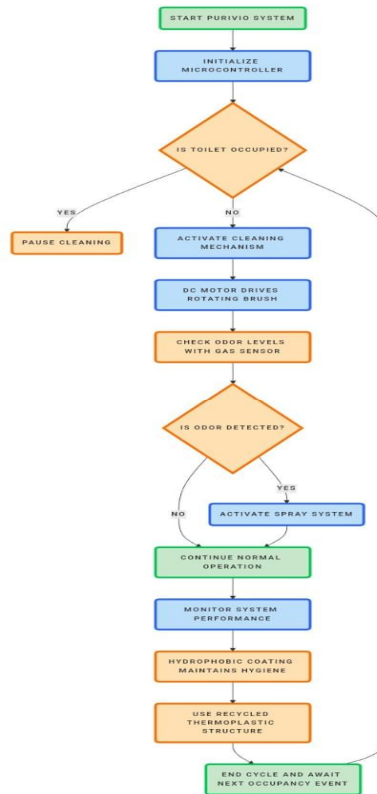 START PURIVIO SYSTEM
INITIALIZE
MICROCONTROLLER
IS TOILET OCCUPIED?
YES
NO
PAUSE CLEANING
ACTIVATE CLEANING
MECHANISM
DC MOTOR DRIVES
ROTATING BRUSH
CHECK ODOR LEVELS
WITH GAS SENSOR
IS ODOR DETECTED?
YES
NO
ACTIVATE SPRAY SYSTEM
CONTINUE NORMAL
OPERATION
MONITOR SYSTEM
PERFORMANCE
HYDROPHOBIC COATING
MAINTAINS HYGIENE
USE RECYCLED
THERMOPLASTIC
STRUCTURE
END CYCLE AND AWAIT
NEXT OCCUPANCY EVENT